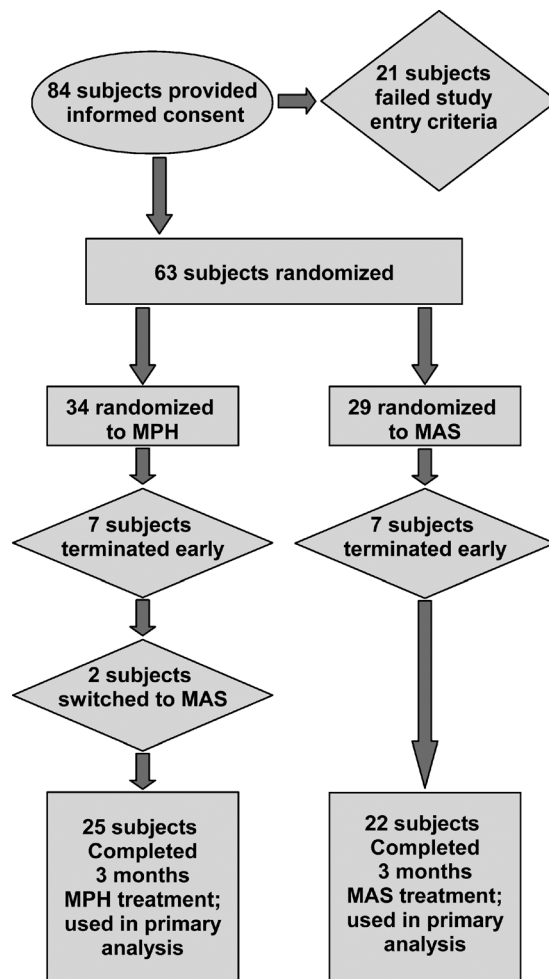 84 subjects provided
informed consent
21 subjects
failed study
entry criteria
63 subjects randomized
34 randomized
to MPH
29 randomized
to MAS
7 subjects
terminated early
7 subjects
terminated early
2 subjects
switched to MAS
25 subjects
Completed
3 months
MPH treatment;
used in primary
analysis
22 subjects
Completed
3 months
MAS treatment;
used in primary
analysis